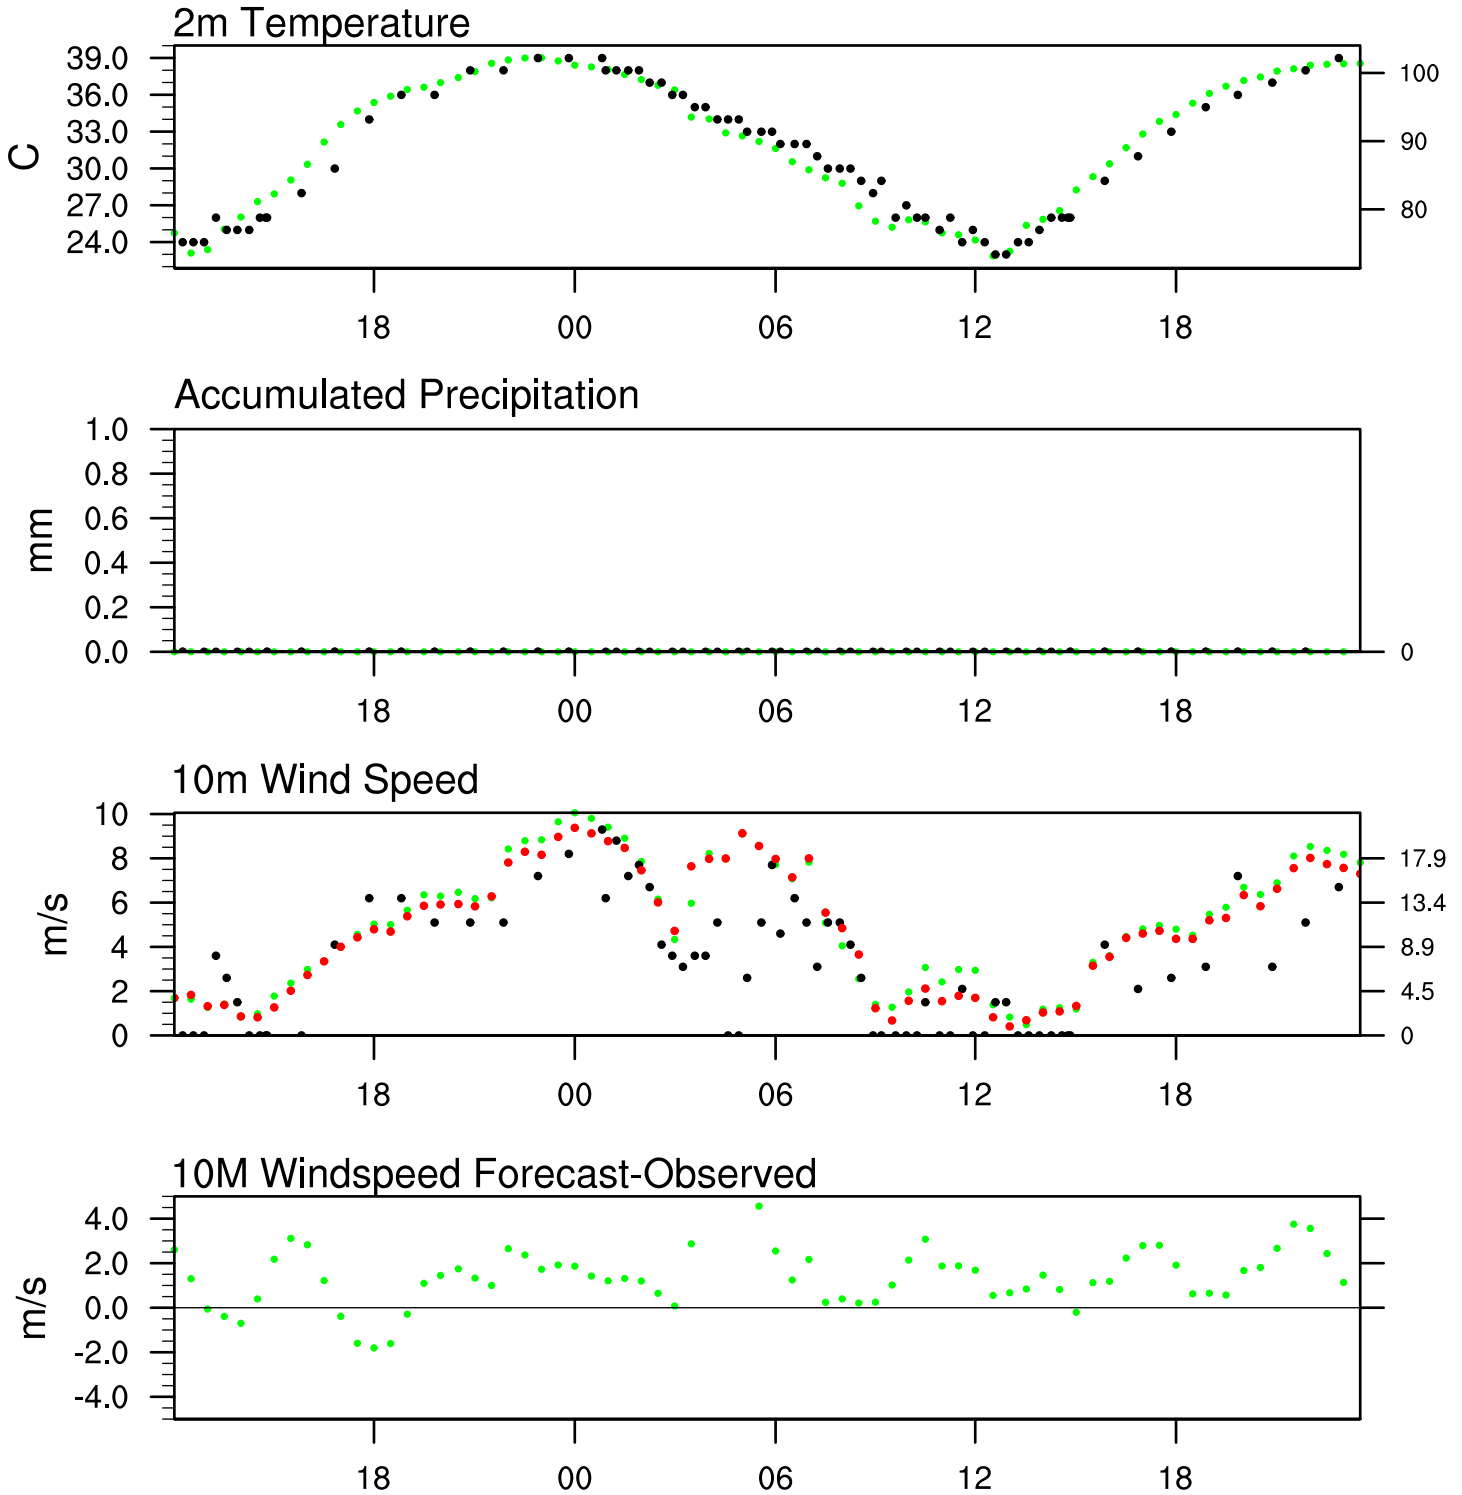 2m Temperature
39.0
36.0
33.0
30.0
27.0
24.0
C
100
90
80
18 00 06 12 18
Accumulated Precipitation
1.0
0.8
0.6
0.4
0.2
0.0
mm
0
18 00 06 12 18
10m Wind Speed
10
8
6
4
2
0
m/s
17.9
13.4
8.9
4.5
0
18 00 06 12 18
10M Windspeed Forecast-Observed
4.0
2.0
0.0
-2.0
-4.0
m/s
18 00 06 12 18